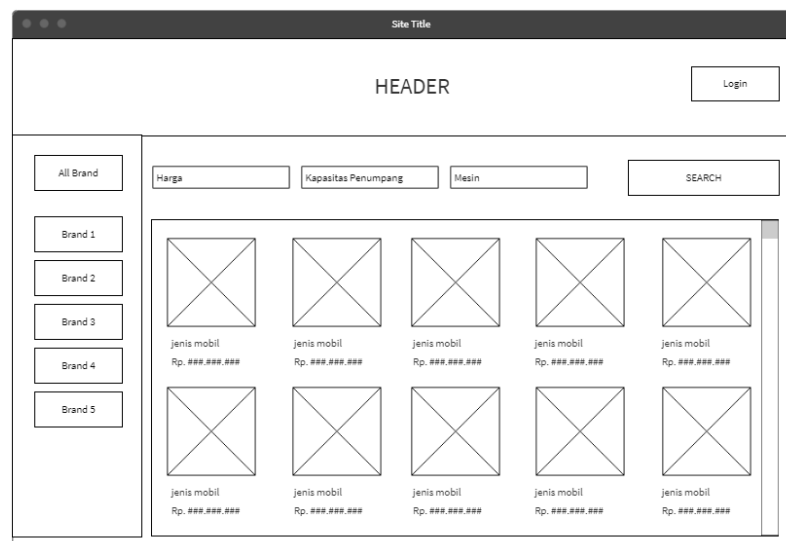 Site Title
HEADER
Login
All Brand
Brand 1
Brand 2
Brand 3
Brand 4
Brand 5
Harga
Kapasitas Penumpang
Mesin
SEARCH
jenis mobil
Rp. ###.###.###
jenis mobil
Rp. ###.###.###
jenis mobil
Rp. ###.###.###
jenis mobil
Rp. ###.###.###
jenis mobil
Rp. ###.###.###
jenis mobil
Rp. ###.###.###
jenis mobil
Rp. ###.###.###
jenis mobil
Rp. ###.###.###
jenis mobil
Rp. ###.###.###
jenis mobil
Rp. ###.###.###